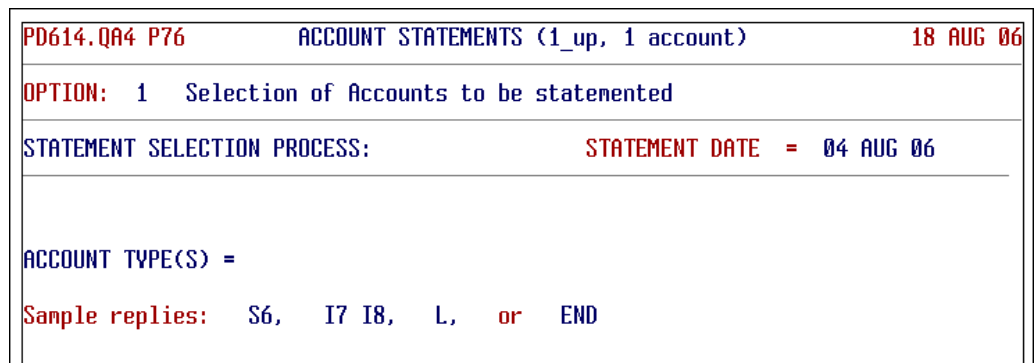 PD614.QA4 P76 ACCOUNT STATEMENTS (1_up, 1 account) 18 AUG 06
OPTION: 1 Selection of Accounts to be statemented
STATEMENT SELECTION PROCESS: STATEMENT DATE = 04 AUG 06
ACCOUNT TYPE(S) =
Sample replies: S6, I7 I8, L, or END